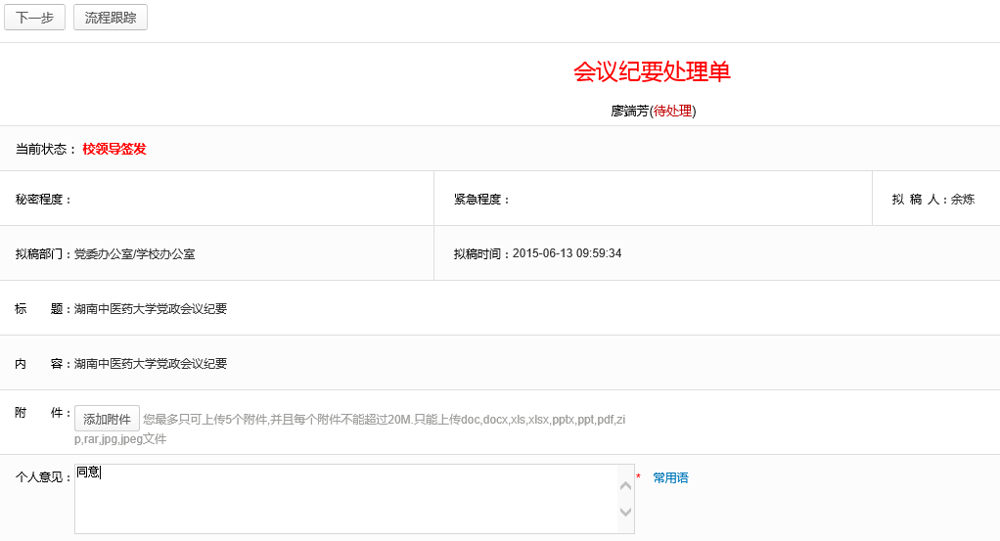 下一步 流程跟踪
会议纪要处理单
廖端芳(待处理)
当前状态： 校领导签发
秘密程度： 紧急程度： 拟 稿 人：余炼
拟稿部门：党委办公室/学校办公室 拟稿时间：2015-06-13 09:59:34
标 题：湖南中医药大学党政会议纪要
内 容：湖南中医药大学党政会议纪要
附 件： 添加附件 您最多只可上传5个附件,并且每个附件不能超过20M.只能上传doc,docx,xls,xlsx,pptx,ppt,pdf,zi
p,rar,jpg,jpeg文件
个人意见：同意 * 常用语